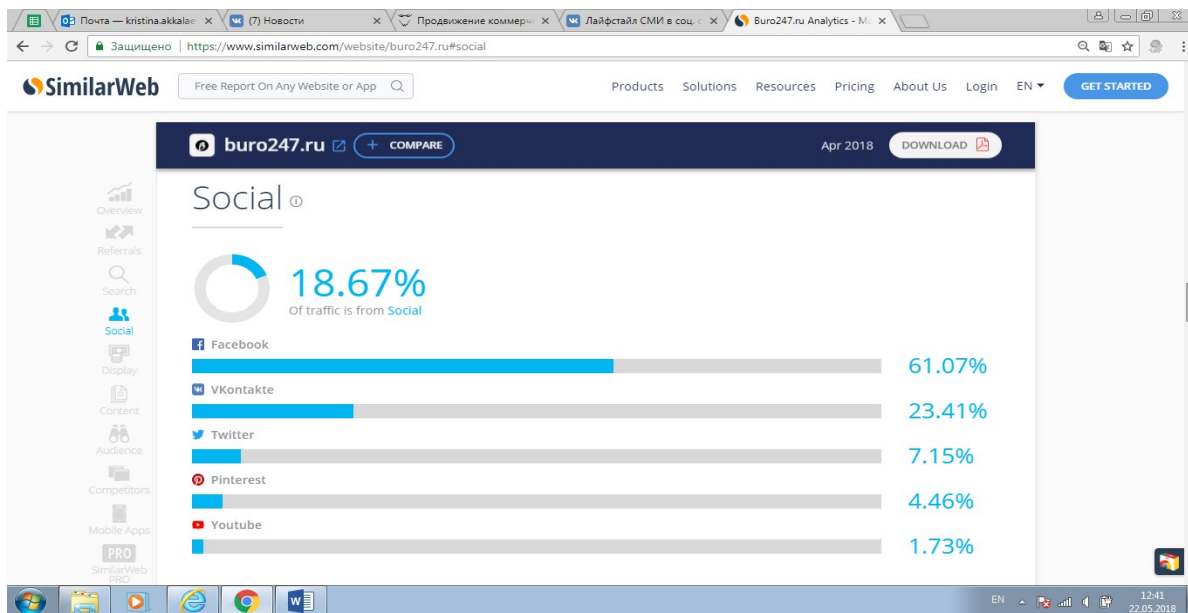 Почта — kristina.akkalae
(7) Новости
Продвижение коммерч
Лайфстайл СМИ в соц. с
Buro247.ru Analytics - Ma
Защищено | https://www.similarweb.com/website/buro247.ru#social
SimilarWeb
Free Report On Any Website or App
Products Solutions Resources Pricing About Us Login EN
GET STARTED
buro247.ru
+ COMPARE
Apr 2018
DOWNLOAD
Overview
Referrals
Search
Social
Display
Content
Audience
Competitors
Mobile Apps
PRO
SimilarWeb
PRO
Social
18.67%
Of traffic is from Social
Facebook
61.07%
VKontakte
23.41%
Twitter
7.15%
Pinterest
4.46%
Youtube
1.73%
EN
12:41
22.05.2018